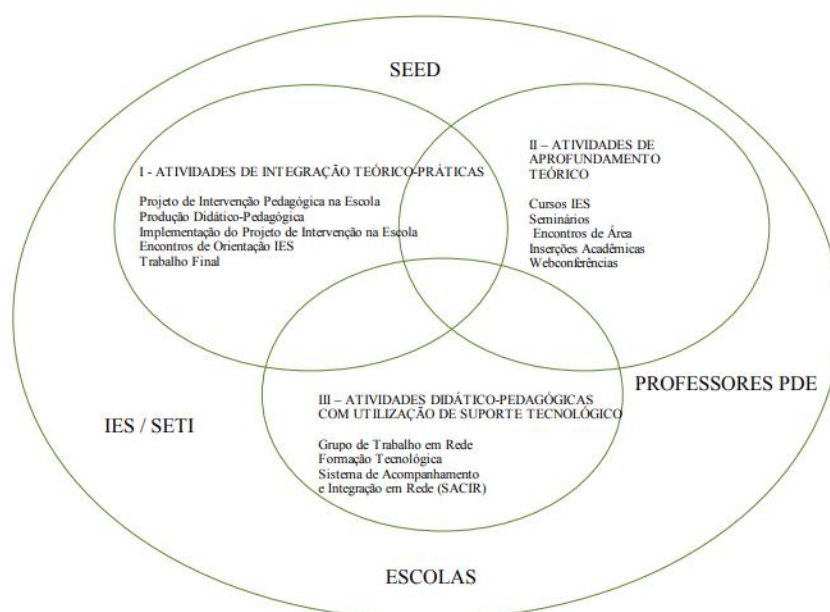 SEED
I - ATIVIDADES DE INTEGRAÇÃO TEÓRICO-PRÁTICAS
Projeto de Intervenção Pedagógica na Escola
Produção Didático-Pedagógica
Implementação do Projeto de Intervenção na Escola
Encontros de Orientação IES
Trabalho Final
II – ATIVIDADES DE
APROFUNDAMENTO
TEÓRICO
Cursos IES
Seminários
Encontros de Área
Inserções Acadêmicas
Webconferências
PROFESSORES PDE
IES / SETI
III – ATIVIDADES DIDÁTICO-PEDAGÓGICAS
COM UTILIZAÇÃO DE SUPORTE TECNOLÓGICO
Grupo de Trabalho em Rede
Formação Tecnológica
Sistema de Acompanhamento
e Integração em Rede (SACIR)
ESCOLAS